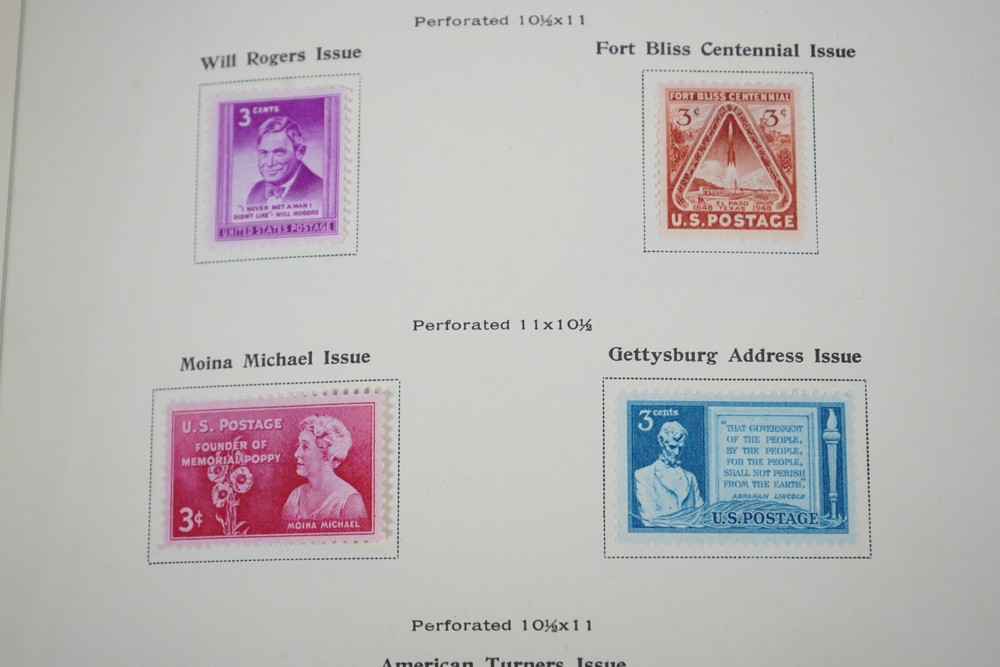 Perforated 10½x11
Will Rogers Issue
3 CENTS
"I NEVER MET A MAN I
DIDN'T LIKE" - WILL ROGERS
UNITED STATES POSTAGE
Fort Bliss Centennial Issue
FORT BLISS CENTENNIAL
3¢ 3¢
EL PASO
1848 TEXAS 1948
U.S. POSTAGE
Perforated 11x10½
Moina Michael Issue
U.S. POSTAGE
FOUNDER OF
MEMORIAL POPPY
3¢
MOINA MICHAEL
Gettysburg Address Issue
3 cents
"THAT GOVERNMENT
OF THE PEOPLE,
BY THE PEOPLE,
FOR THE PEOPLE,
SHALL NOT PERISH
FROM THE EARTH."
ABRAHAM LINCOLN
U.S. POSTAGE
Perforated 10½x11
American Turners Issue